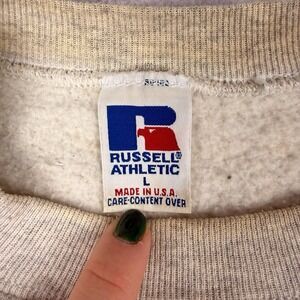 RUSSELL®
ATHLETIC
L
MADE IN U.S.A.
CARE-CONTENT OVER